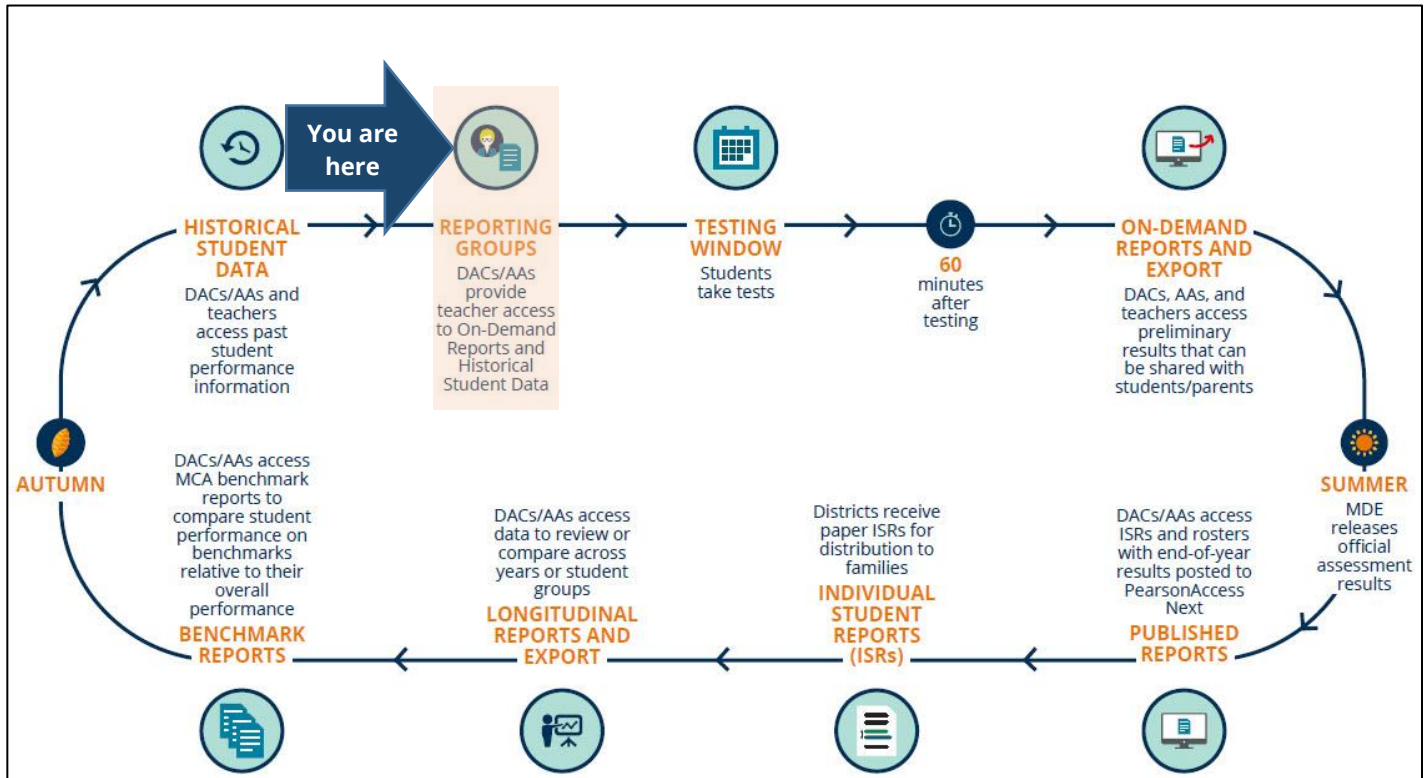 You are
here
HISTORICAL
STUDENT
DATA
DACs/AAs and
teachers
access past
student
performance
information
REPORTING
GROUPS
DACs/AAs
provide
teacher access
to On-Demand
Reports and
Historical
Student Data
TESTING
WINDOW
Students
take tests
60
minutes
after
testing
ON-DEMAND
REPORTS AND
EXPORT
DACs, AAs, and
teachers access
preliminary
results that can
be shared with
students/parents
SUMMER
MDE
releases
official
assessment
results
DACs/AAs access
ISRs and rosters
with end-of-year
results posted to
PearsonAccess
Next
PUBLISHED
REPORTS
Districts receive
paper ISRs for
distribution to
families
INDIVIDUAL
STUDENT
REPORTS
(ISRs)
DACs/AAs access
data to review or
compare across
years or student
groups
LONGITUDINAL
REPORTS AND
EXPORT
DACs/AAs access
MCA benchmark
reports to
compare student
performance on
benchmarks
relative to their
overall
performance
BENCHMARK
REPORTS
AUTUMN